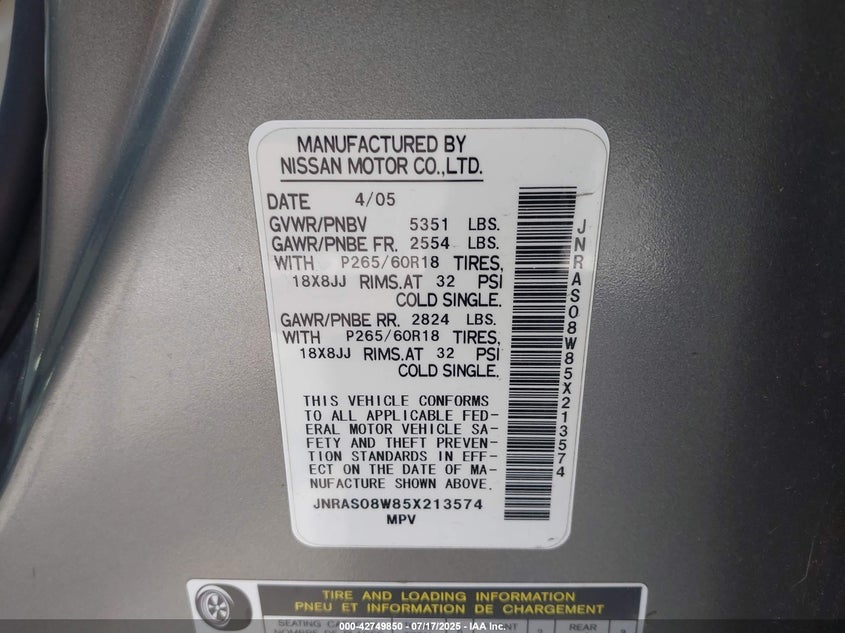 MANUFACTURED BY
NISSAN MOTOR CO.,LTD.
DATE 4/05
GVWR/PNBV 5351 LBS.
GAWR/PNBE FR. 2554 LBS.
WITH P265/60R18 TIRES,
18X8JJ RIMS.AT 32 PSI
COLD SINGLE.
GAWR/PNBE RR. 2824 LBS.
WITH P265/60R18 TIRES,
18X8JJ RIMS.AT 32 PSI
COLD SINGLE.
THIS VEHICLE CONFORMS
TO ALL APPLICABLE FED-
ERAL MOTOR VEHICLE SA-
FETY AND THEFT PREVEN-
TION STANDARDS IN EFF-
ECT ON THE DATE OF MA-
NUFACTURE SHOWN ABOVE.
JNRAS08W85X213574
MPV
JNRAS08W85X213574
TIRE AND LOADING INFORMATION
PNEU ET INFORMATION DE CHARGEMENT
SEATING
REAR
000-42749850 - 07/17/2025 - IAA Inc.